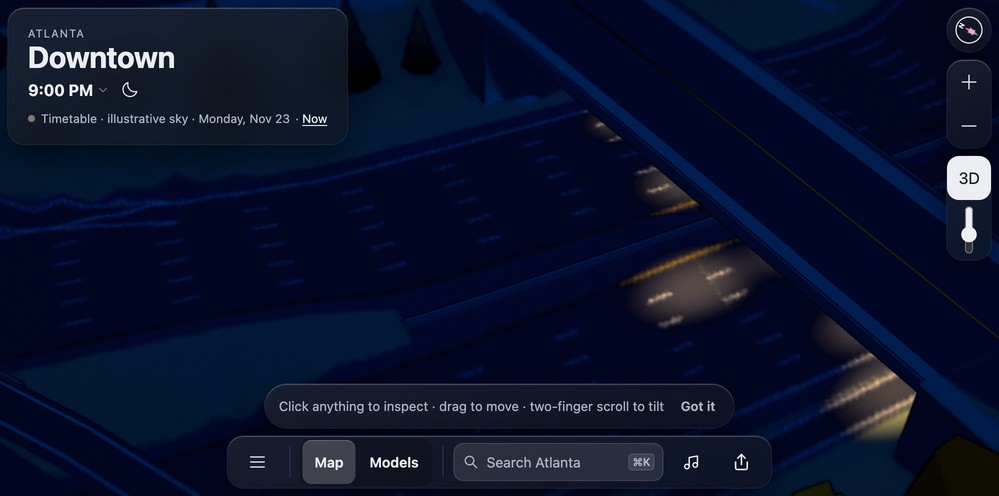 ATLANTA
Downtown
9:00 PM
Timetable · illustrative sky · Monday, Nov 23 · Now
N
3D
Click anything to inspect · drag to move · two-finger scroll to tilt Got it
Map Models Search Atlanta ⌘K